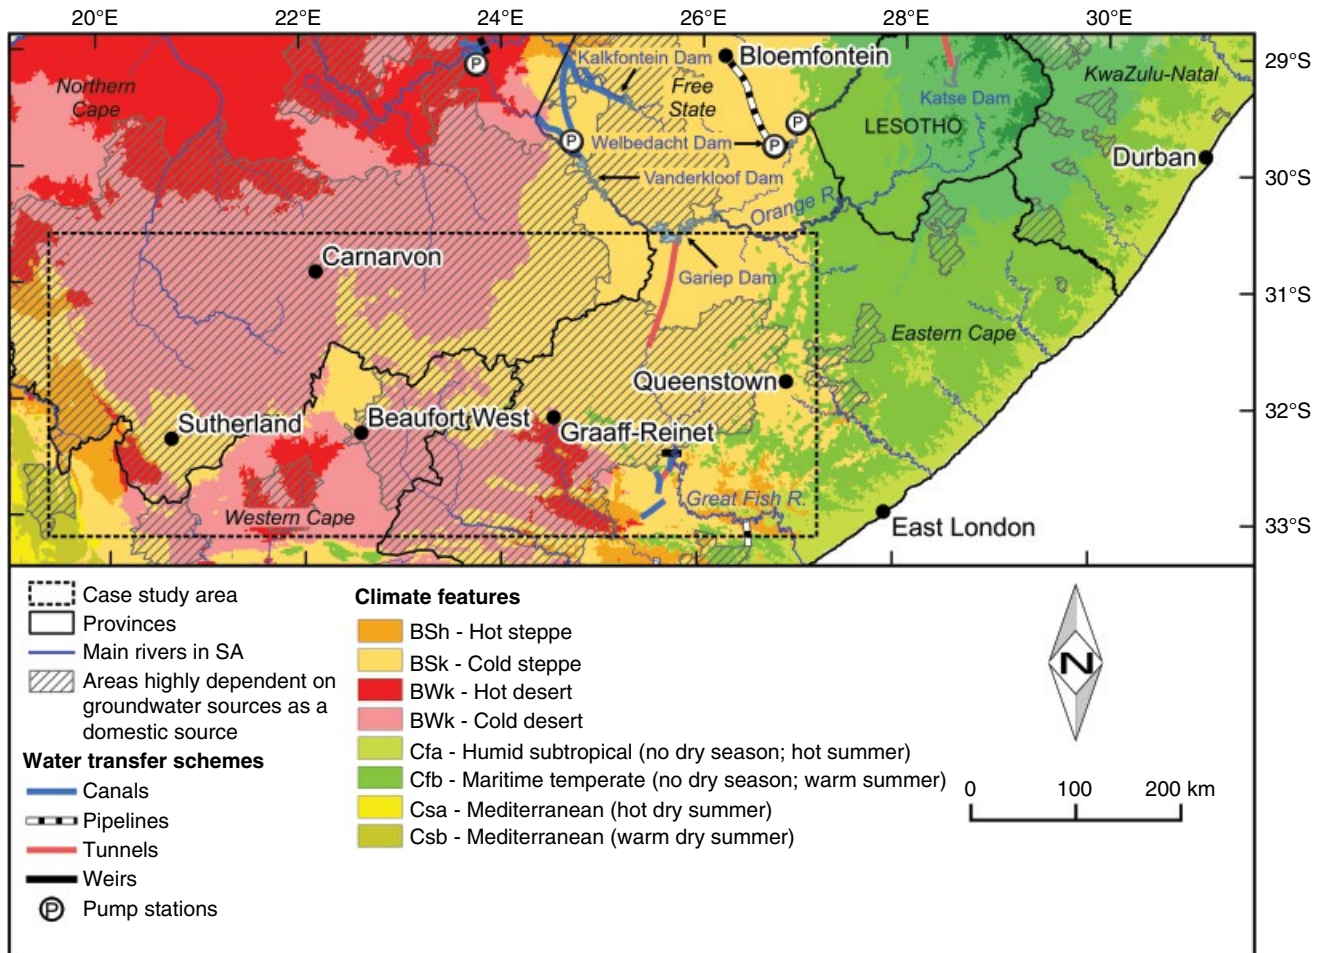 20°E 22°E 24°E 26°E 28°E 30°E
29°S
30°S
31°S
32°S
33°S
Northern
Cape
Orange
P
Kalkfontein Dam
Free
State
Bloemfontein
Katse Dam
KwaZulu-Natal
LESOTHO
Durban
P
Welbedacht Dam
P
P
Vanderkloof Dam
Orange R.
Carnarvon
Gariep Dam
Eastern Cape
Queenstown
Sutherland
Beaufort West
Graaff-Reinet
Great Fish R.
Western Cape
East London
Case study area
Provinces
Main rivers in SA
Areas highly dependent on
groundwater sources as a
domestic source
Water transfer schemes
Canals
Pipelines
Tunnels
Weirs
P Pump stations
Climate features
BSh - Hot steppe
BSk - Cold steppe
BWk - Hot desert
BWk - Cold desert
Cfa - Humid subtropical (no dry season; hot summer)
Cfb - Maritime temperate (no dry season; warm summer)
Csa - Mediterranean (hot dry summer)
Csb - Mediterranean (warm dry summer)
N
0 100 200 km